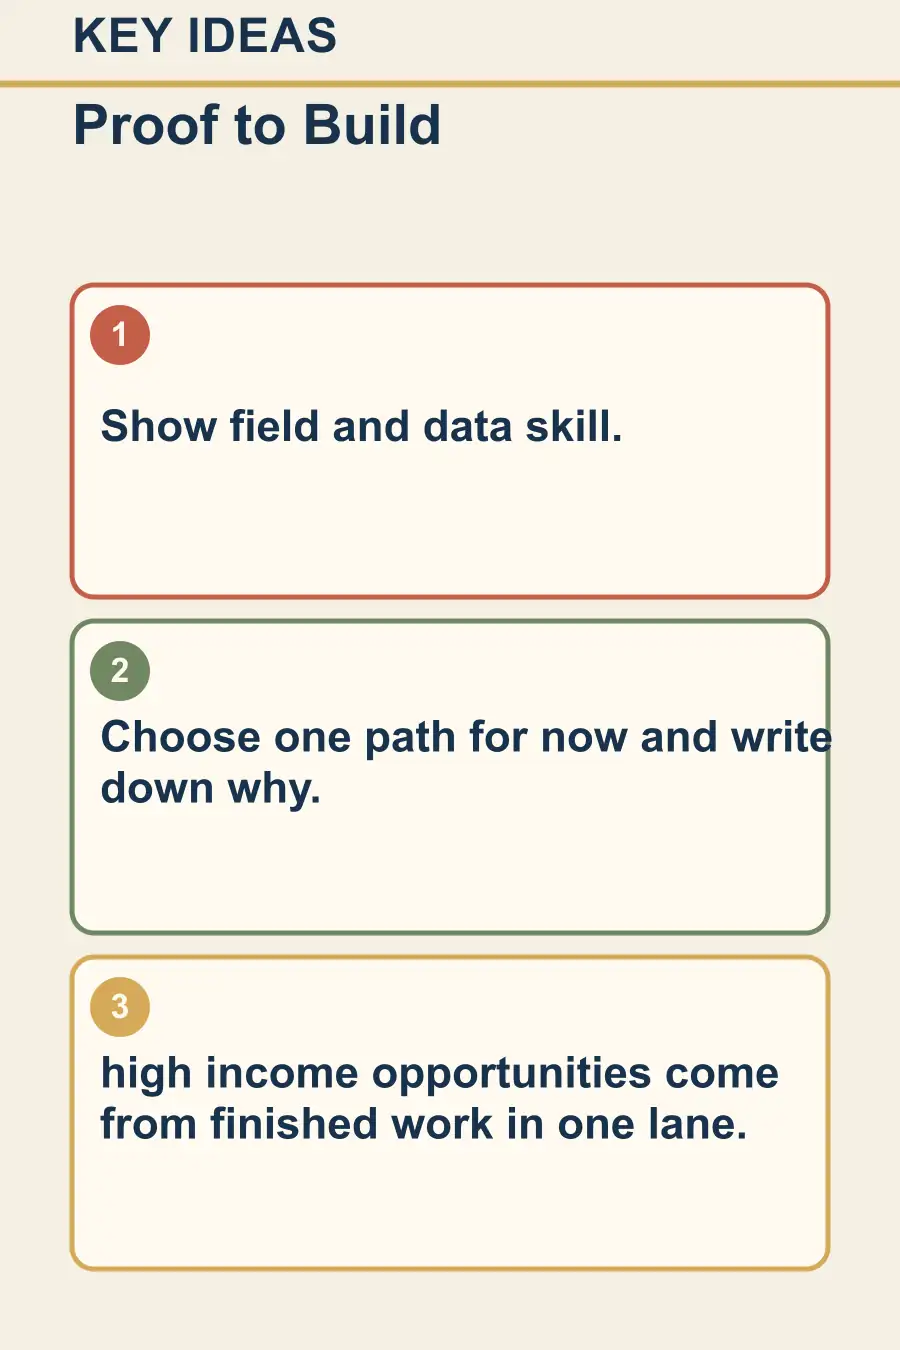 KEY IDEAS
Proof to Build
1
Show field and data skill.
2
Choose one path for now and write
down why.
3
high income opportunities come
from finished work in one lane.